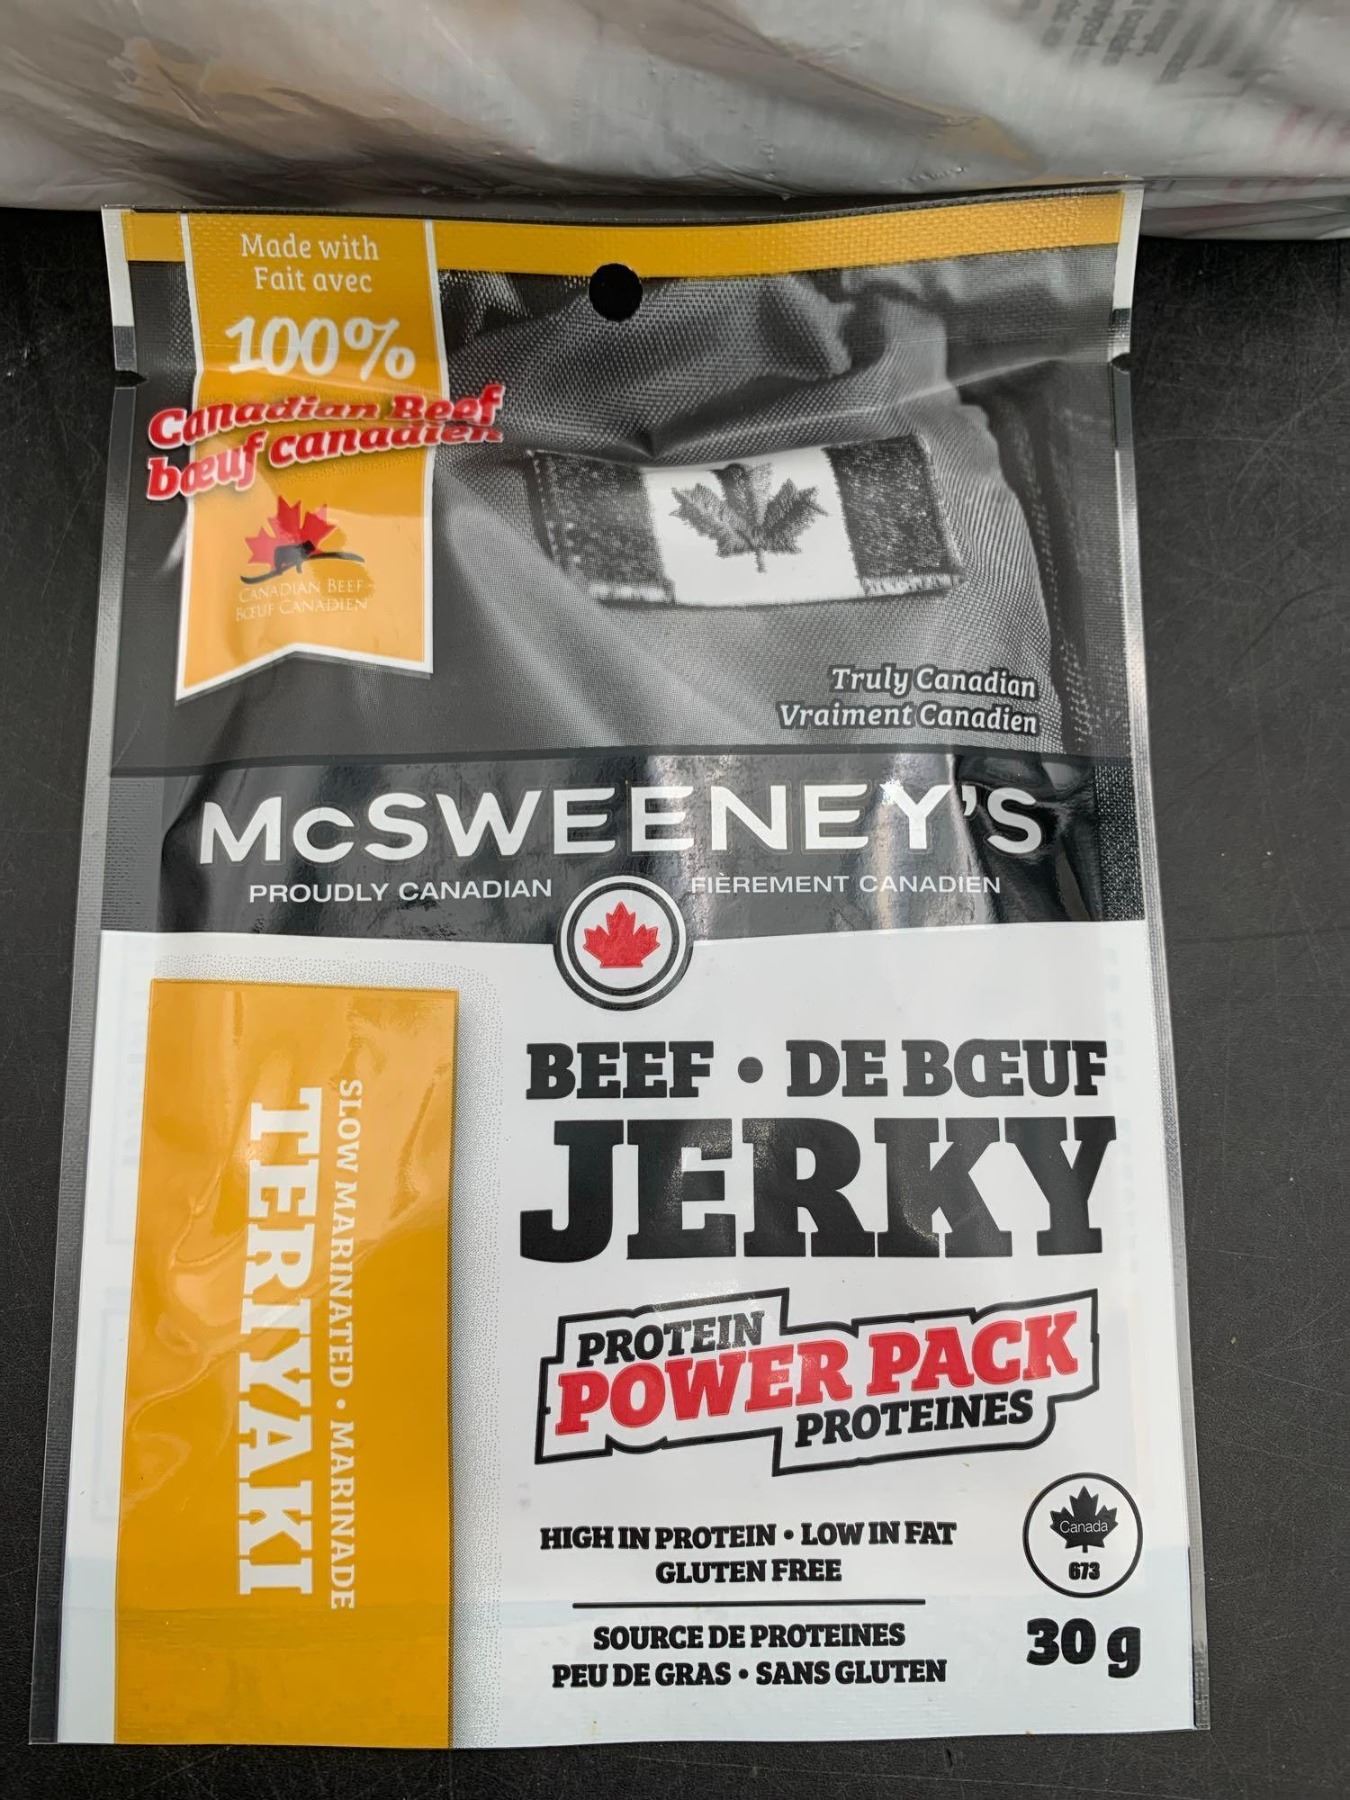 Made with
Fait avec
100%
Canadian Beef
bœuf canadien
CANADIAN BEEF
BŒUF CANADIEN
Truly Canadian
Vraiment Canadien
McSWEENEY'S
PROUDLY CANADIAN
FIÈREMENT CANADIEN
BEEF • DE BŒUF
JERKY
SLOW MARINATED • MARINADE
TERIYAKI
PROTEIN
POWER PACK
PROTEINES
HIGH IN PROTEIN • LOW IN FAT
GLUTEN FREE
SOURCE DE PROTEINES
PEU DE GRAS • SANS GLUTEN
Canada
673
30 g